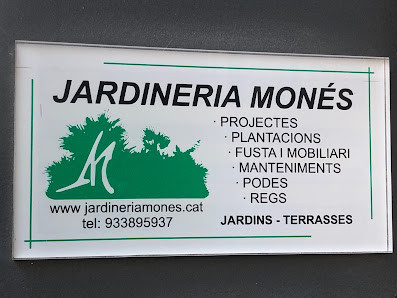 JARDINERIA MONÉS
· PROJECTES
· PLANTACIONS
· FUSTA I MOBILIARI
· MANTENIMENTS
· PODES
· REGS
M
www.jardineriamones.cat
tel: 933895937
JARDINS - TERRASSES